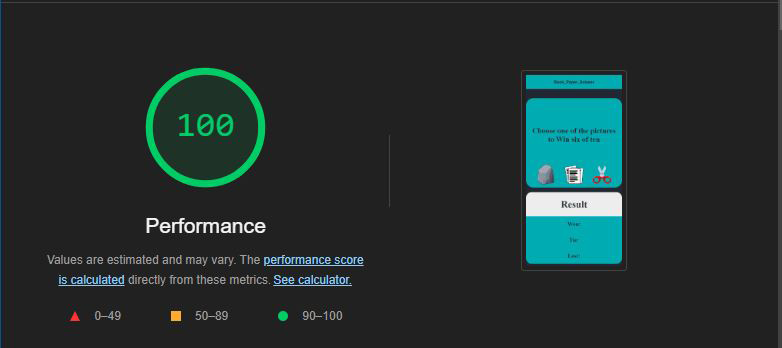 100
Performance
Values are estimated and may vary. The performance score
is calculated directly from these metrics. See calculator.
0–49
50–89
90–100
Rock_Paper_Scissor
Choose one of the pictures
to Win six of ten
Result
Won:
Tie:
Lose: